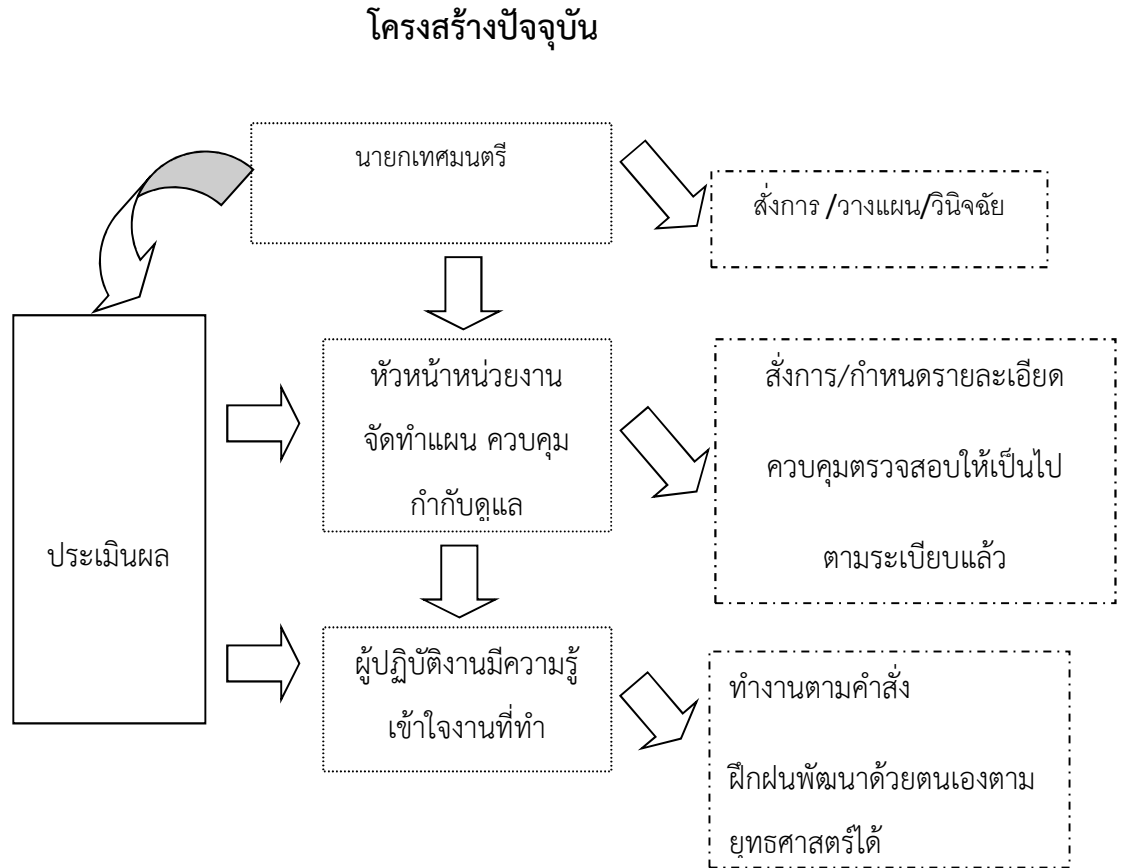 โครงสร้างปัจจุบัน
นายกเทศมนตรี
สั่งการ /วางแผน/วินิจฉัย
หัวหน้าหน่วยงาน
จัดทำแผน ควบคุม
กำกับดูแล
สั่งการ/กำหนดรายละเอียด
ควบคุมตรวจสอบให้เป็นไป
ตามระเบียบแล้ว
ประเมินผล
ผู้ปฏิบัติงานมีความรู้
เข้าใจงานที่ทำ
ทำงานตามคำสั่ง
ฝึกฝนพัฒนาด้วยตนเองตาม
ยุทธศาสตร์ได้